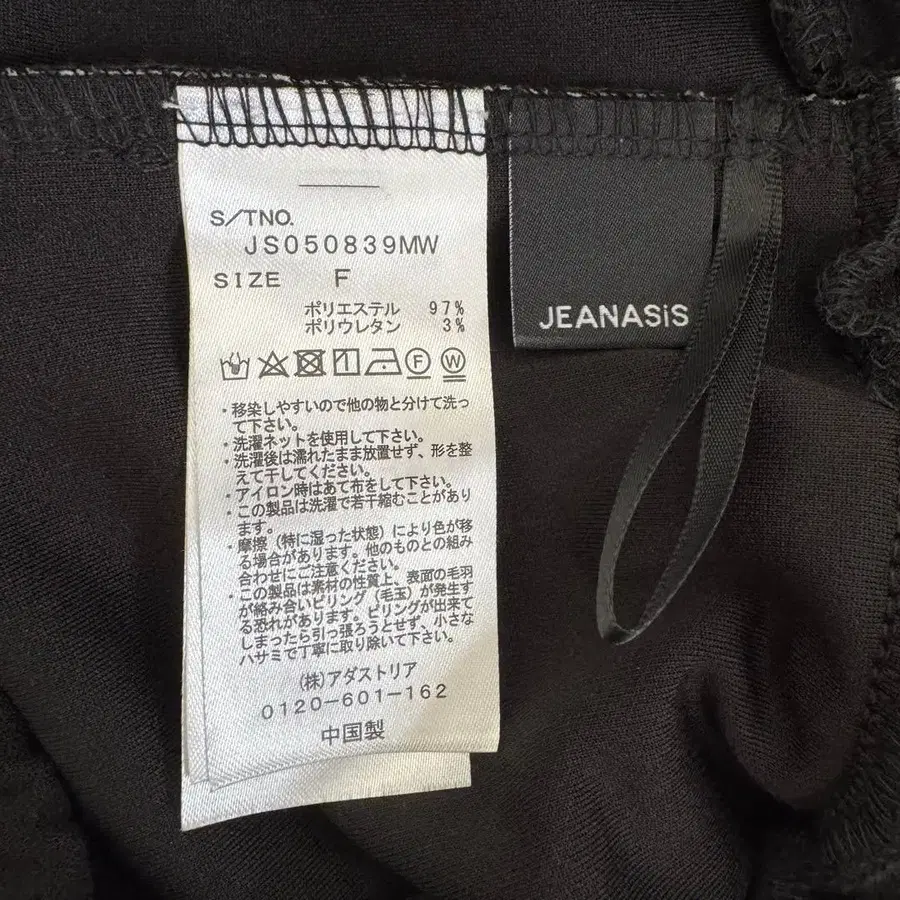 S/TNO.
JS050839MW
SIZE F
ポリエステル 97%
ポリウレタン 3%
F W
・移染しやすいので他の物と分けて洗っ
て下さい。
・洗濯ネットを使用して下さい。
・洗濯後は濡れたまま放置せず、形を整
えて干してください。
・アイロン時はあて布をして下さい。
・この製品は洗濯で若干縮むことがあり
ます。
・摩擦（特に湿った状態）により色が移
る場合があります。他のものとの組み
合わせにご注意ください。
・この製品は素材の性質上、表面の毛羽
が絡み合いピリング（毛玉）が発生す
る恐れがあります。ピリングが出来て
しまったら引っ張ろうとせず、小さな
ハサミで丁寧に取り除いて下さい。
（株）アダストリア
0120-601-162
中国製
JEANASiS